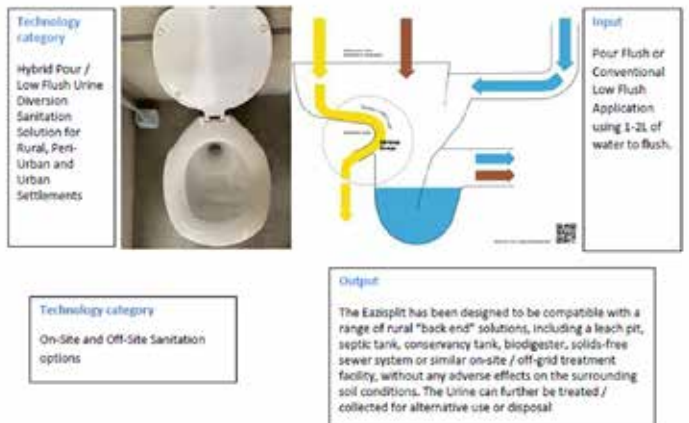 Technology
category
Hybrid Pour /
Low Flush Urine
Diversion
Sanitation
Solution for
Rural, Peri-
Urban and
Urban
Settlements
Input
Pour Flush or
Conventional
Low Flush
Application
using 1-2L of
water to flush.
Technology category
On-Site and Off-Site Sanitation
options
Output
The Eazisplit has been designed to be compatible with a
range of rural "back end" solutions, including a leach pit,
septic tank, conservancy tank, biodigester, solids-free
sewer system or similar on-site / off-grid treatment
facility, without any adverse effects on the surrounding
soil conditions. The Urine can further be treated /
collected for alternative use or disposal